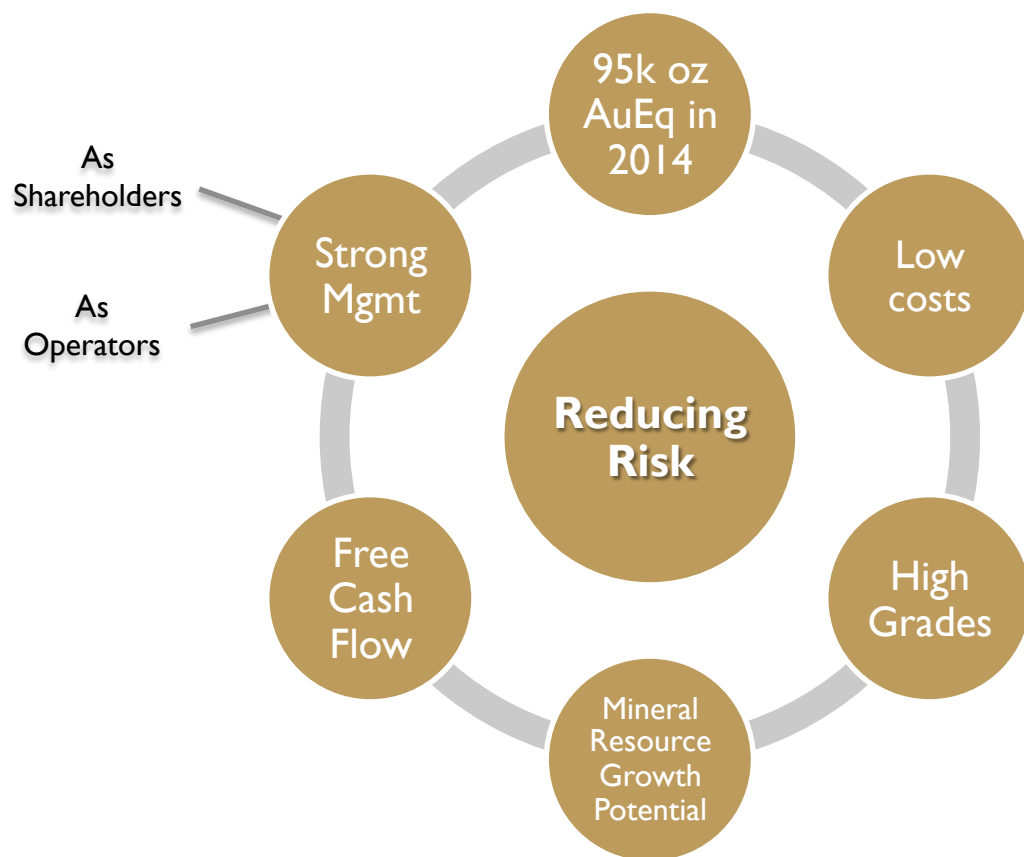 95k oz
AuEq in
2014
As
Shareholders
Strong
Mgmt
Low
costs
As
Operators
Reducing
Risk
Free
Cash
Flow
High
Grades
Mineral
Resource
Growth
Potential